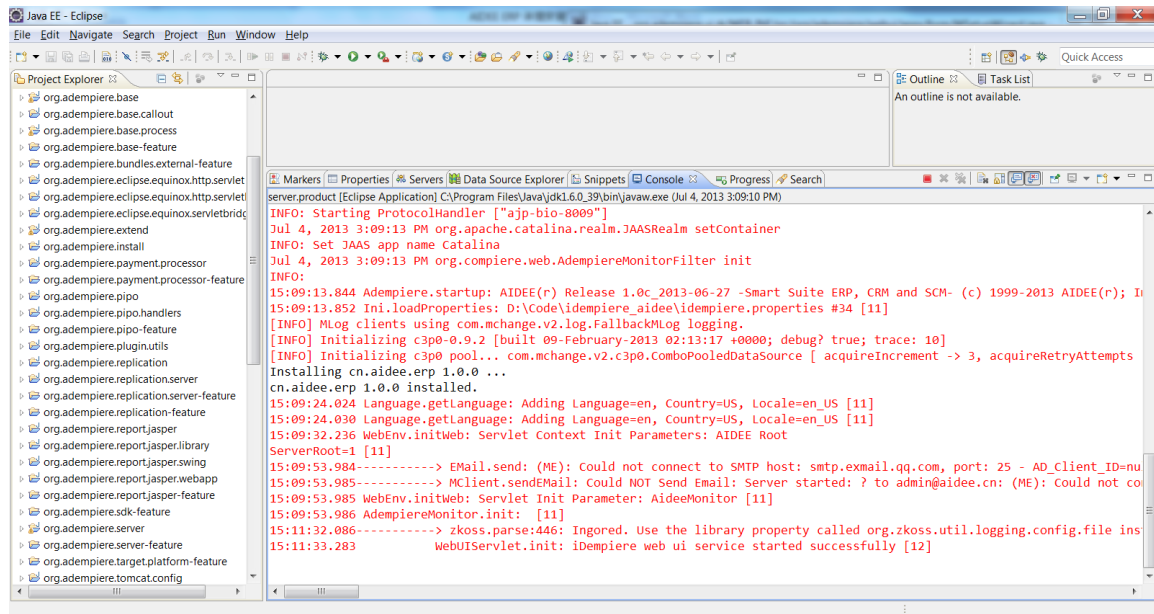 Java EE - Eclipse
File Edit Navigate Search Project Run Window Help
Quick Access
Project Explorer
org.adempiere.base
org.adempiere.base.callout
org.adempiere.base.process
org.adempiere.base-feature
org.adempiere.bundles.external-feature
org.adempiere.eclipse.equinox.http.servlet
org.adempiere.eclipse.equinox.http.servlet
org.adempiere.eclipse.equinox.servletbridg
org.adempiere.extend
org.adempiere.install
org.adempiere.payment.processor
org.adempiere.payment.processor-feature
org.adempiere.pipo
org.adempiere.pipo.handlers
org.adempiere.pipo-feature
org.adempiere.plugin.utils
org.adempiere.replication
org.adempiere.replication.server
org.adempiere.replication.server-feature
org.adempiere.replication-feature
org.adempiere.report.jasper
org.adempiere.report.jasper.library
org.adempiere.report.jasper.swing
org.adempiere.report.jasper.webapp
org.adempiere.report.jasper-feature
org.adempiere.sdk-feature
org.adempiere.server
org.adempiere.server-feature
org.adempiere.target.platform-feature
org.adempiere.tomcat.config
Outline Task List
An outline is not available.
Markers Properties Servers Data Source Explorer Snippets Console Progress Search
server.product [Eclipse Application] C:\Program Files\Java\jdk1.6.0_39\bin\javaw.exe (Jul 4, 2013 3:09:10 PM)
INFO: Starting ProtocolHandler ["ajp-bio-8009"]
Jul 4, 2013 3:09:13 PM org.apache.catalina.realm.JAASRealm setContainer
INFO: Set JAAS app name Catalina
Jul 4, 2013 3:09:13 PM org.compiere.web.AdempiereMonitorFilter init
INFO:
15:09:13.844 Adempiere.startup: AIDEE(r) Release 1.0c_2013-06-27 -Smart Suite ERP, CRM and SCM- (c) 1999-2013 AIDEE(r);
15:09:13.852 Ini.loadProperties: D:\Code\idempiere_aidee\idempiere.properties #34 [11]
[INFO] MLog clients using com.mchange.v2.log.FallbackMLog logging.
[INFO] Initializing c3p0-0.9.2 [built 09-February-2013 02:13:17 +0000; debug? true; trace: 10]
[INFO] Initializing c3p0 pool... com.mchange.v2.c3p0.ComboPooledDataSource [ acquireIncrement -> 3, acquireRetryAttempts
Installing cn.aidee.erp 1.0.0 ...
cn.aidee.erp 1.0.0 installed.
15:09:24.024 Language.getLanguage: Adding Language=en, Country=US, Locale=en_US [11]
15:09:24.030 Language.getLanguage: Adding Language=en, Country=US, Locale=en_US [11]
15:09:32.236 WebEnv.initWeb: Servlet Context Init Parameters: AIDEE Root
ServerRoot=1 [11]
15:09:53.984-----------> EMail.send: (ME): Could not connect to SMTP host: smtp.exmail.qq.com, port: 25 - AD_Client_ID=nu
15:09:53.985-----------> MClient.sendEMail: Could NOT Send Email: Server started: ? to admin@aidee.cn: (ME): Could not co
15:09:53.985 WebEnv.initWeb: Servlet Init Parameter: AideeMonitor [11]
15:09:53.986 AdempiereMonitor.init: [11]
15:11:32.086-----------> zkoss.parse:446: Ingored. Use the library property called org.zkoss.util.logging.config.file ins
15:11:33.283 WebUIServlet.init: iDempiere web ui service started successfully [12]